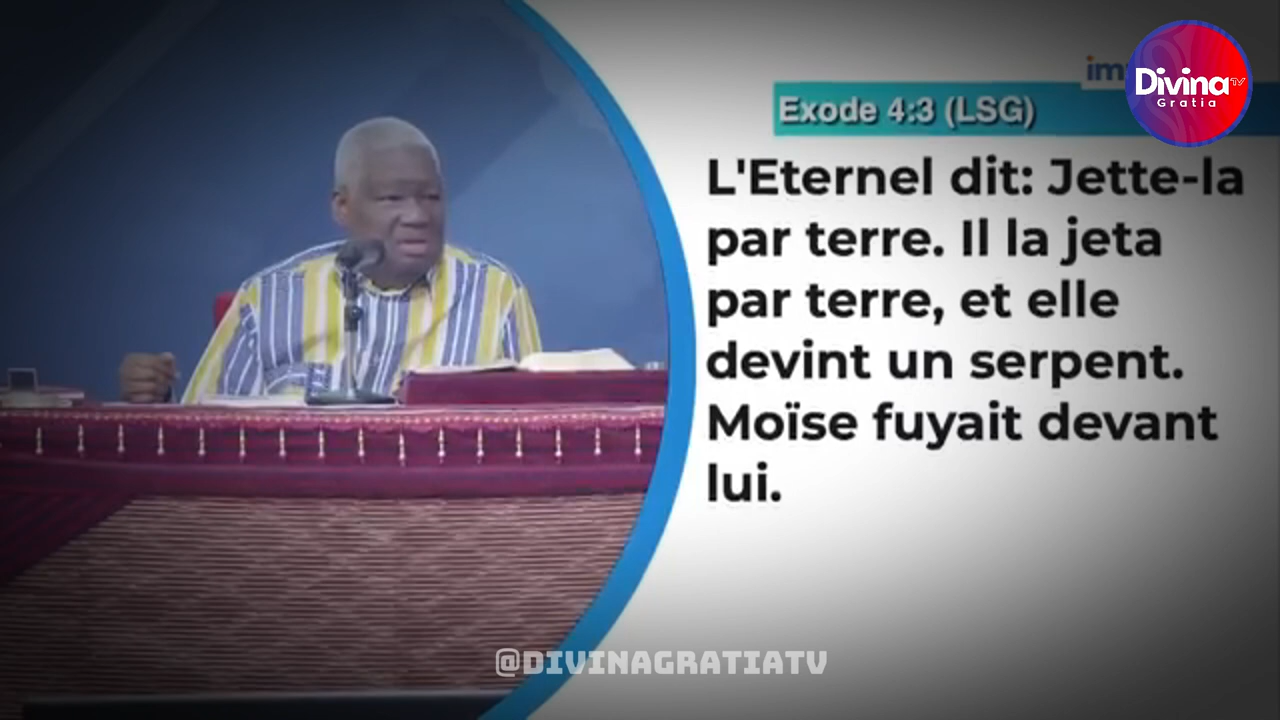 Divina TV
Gratia
Exode 4:3 (LSG)
L'Eternel dit: Jette-la
par terre. Il la jeta
par terre, et elle
devint un serpent.
Moïse fuyait devant
lui.
@DIVINAGRATIATV